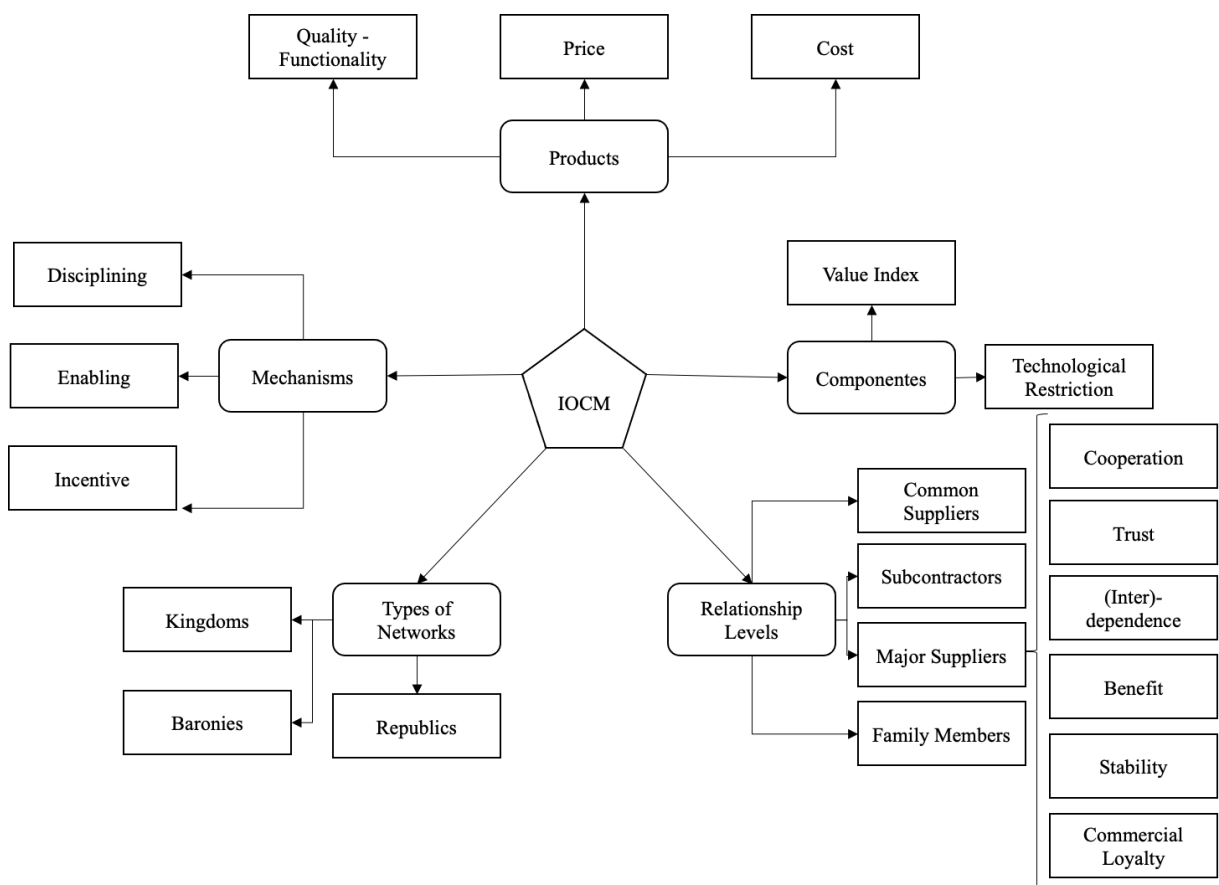 Quality -
Functionality
Price
Cost
Products
Disciplining
Enabling
Incentive
Mechanisms
IOCM
Value Index
Componentes
Technological
Restriction
Types of
Networks
Kingdoms
Baronies
Republics
Relationship
Levels
Common
Suppliers
Subcontractors
Major Suppliers
Family Members
Cooperation
Trust
(Inter)-
dependence
Benefit
Stability
Commercial
Loyalty